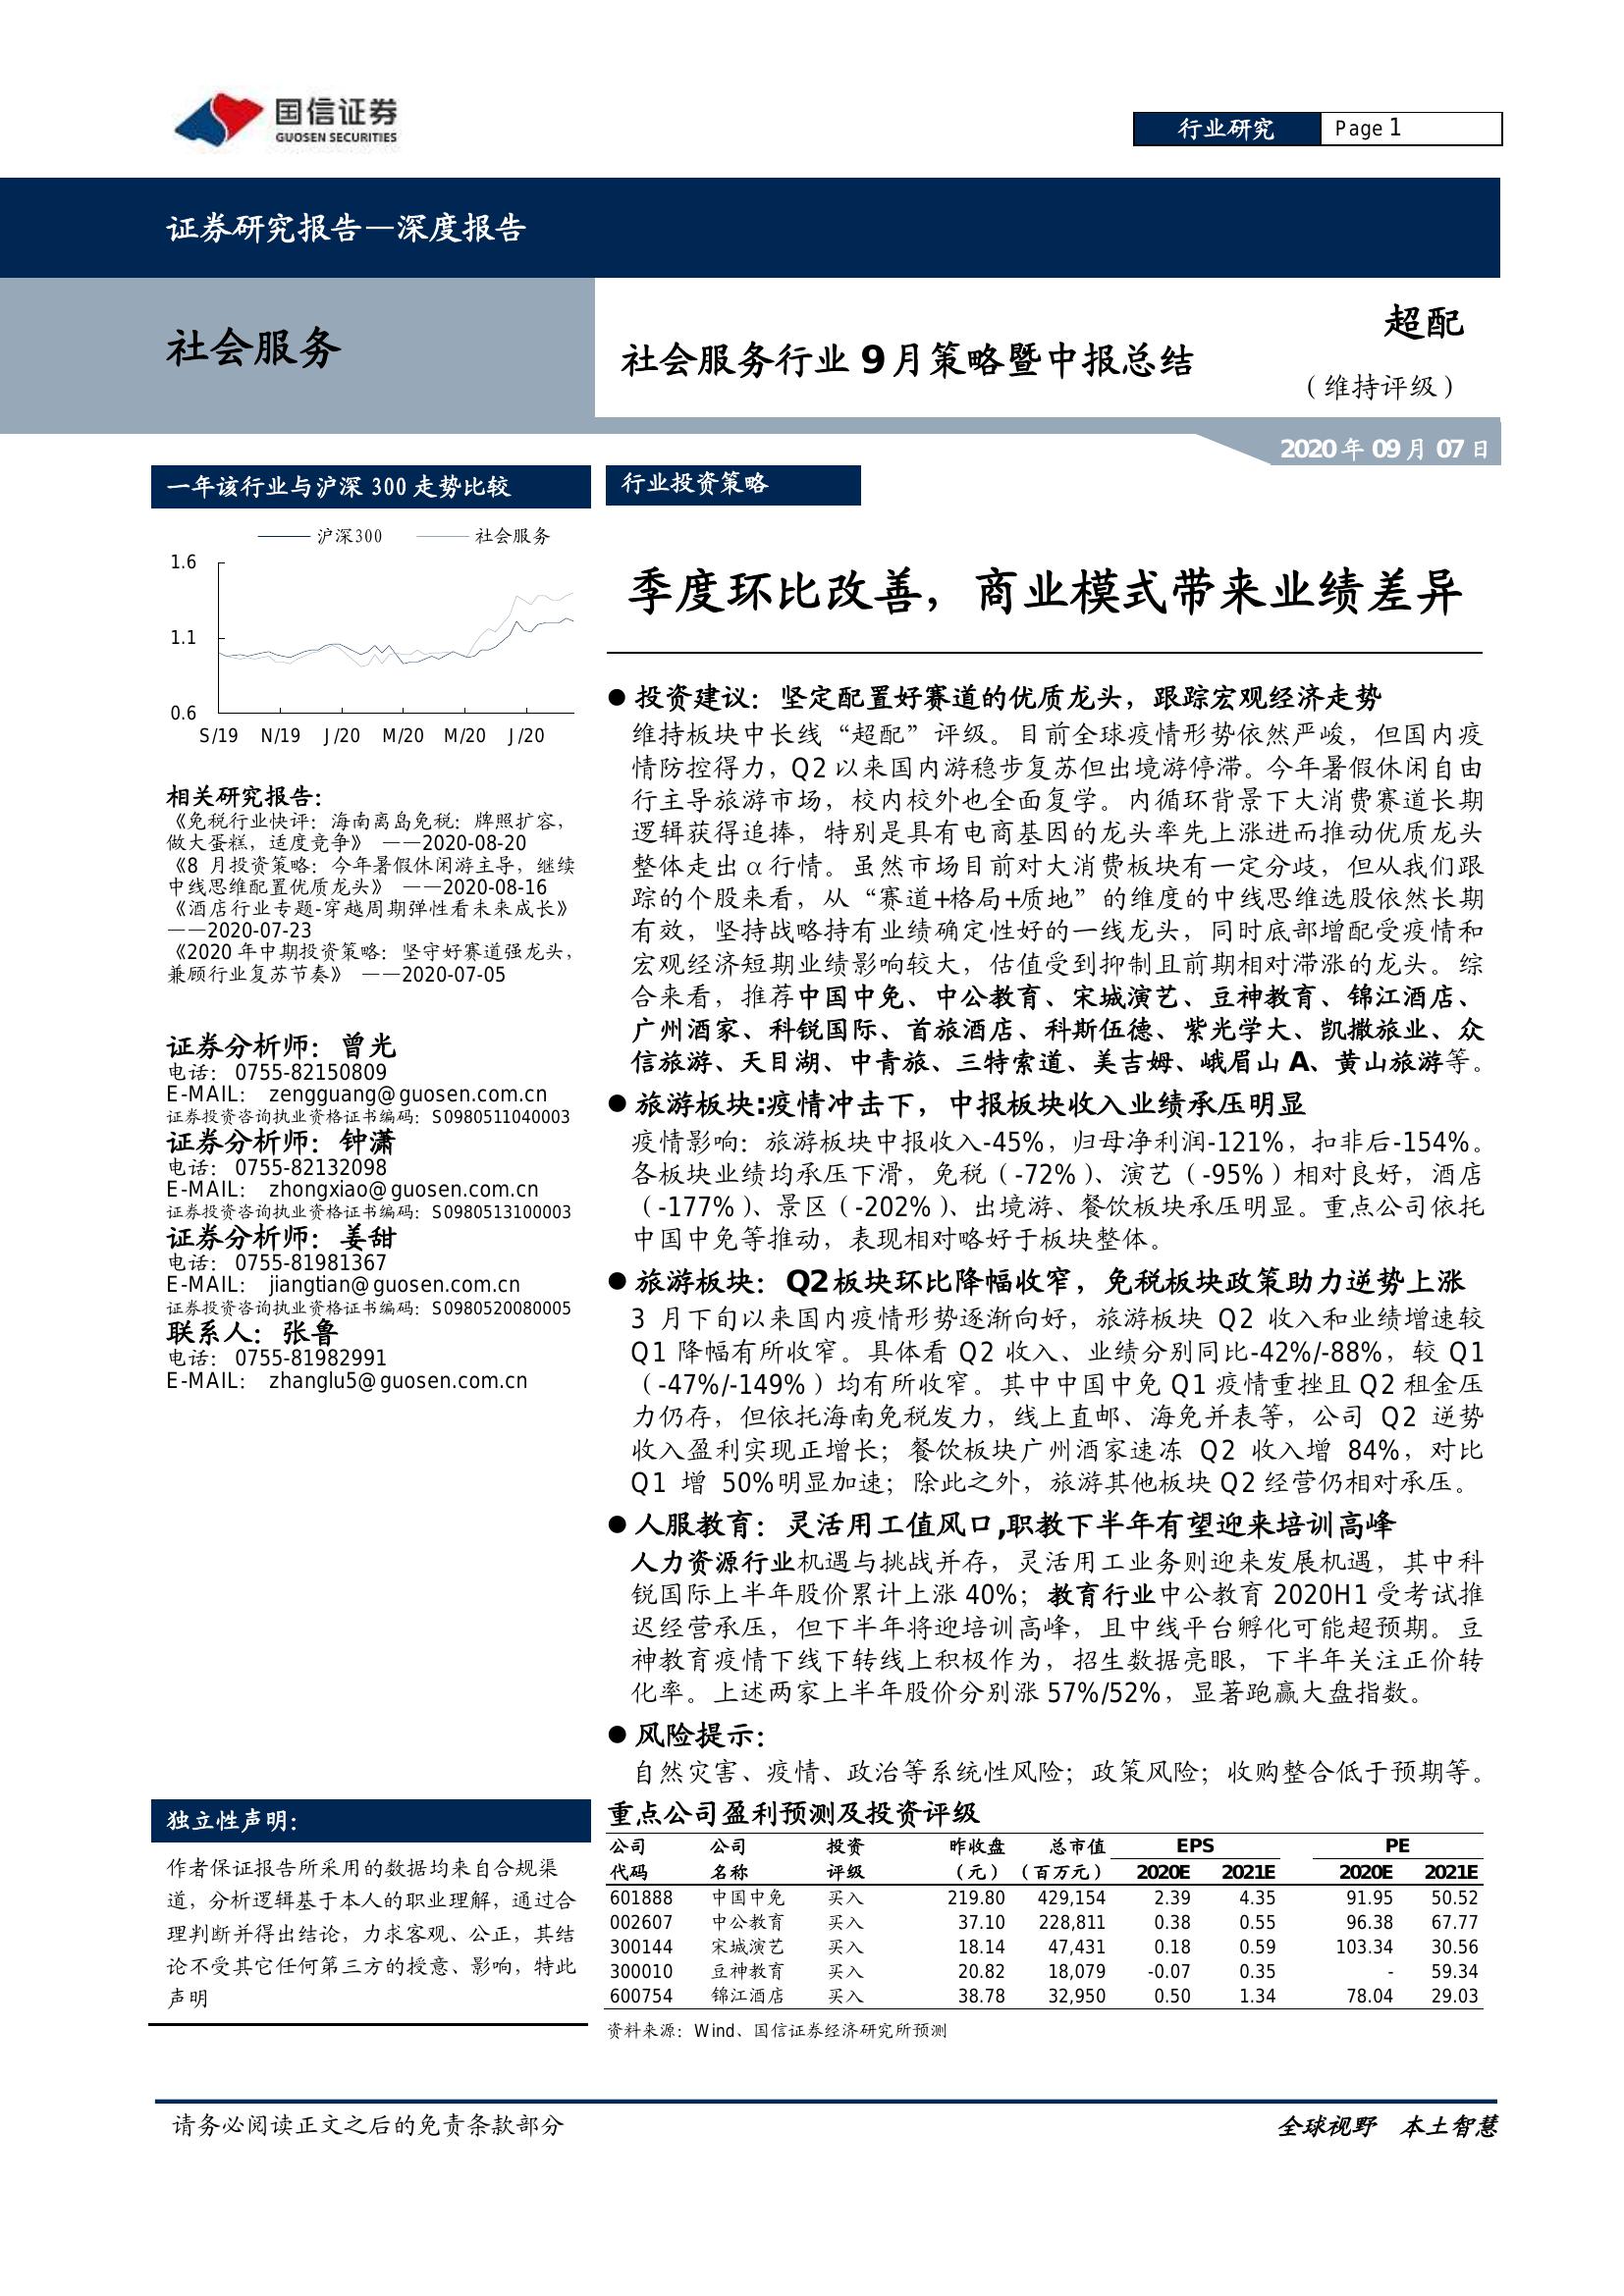 国信证券
GUOSEN SECURITIES
行业研究
Page 1
证券研究报告—深度报告
社会服务
社会服务行业 9 月策略暨中报总结
超配
（维持评级）
2020 年 09 月 07 日
一年该行业与沪深 300 走势比较
沪深300 社会服务
1.6
1.1
0.6
S/19 N/19 J/20 M/20 M/20 J/20
相关研究报告：
《免税行业快评：海南离岛免税：牌照扩容，
做大蛋糕，适度竞争》 ——2020-08-20
《8 月投资策略：今年暑假休闲游主导，继续
中线思维配置优质龙头》 ——2020-08-16
《酒店行业专题-穿越周期弹性看未来成长》
——2020-07-23
《2020 年中期投资策略：坚守好赛道强龙头，
兼顾行业复苏节奏》 ——2020-07-05
证券分析师：曾光
电话： 0755-82150809
E-MAIL： zengguang@guosen.com.cn
证券投资咨询执业资格证书编码：S0980511040003
证券分析师：钟潇
电话： 0755-82132098
E-MAIL： zhongxiao@guosen.com.cn
证券投资咨询执业资格证书编码：S0980513100003
证券分析师：姜甜
电话： 0755-81981367
E-MAIL： jiangtian@guosen.com.cn
证券投资咨询执业资格证书编码：S0980520080005
联系人：张鲁
电话： 0755-81982991
E-MAIL： zhanglu5@guosen.com.cn
独立性声明：
作者保证报告所采用的数据均来自合规渠
道，分析逻辑基于本人的职业理解，通过合
理判断并得出结论，力求客观、公正，其结
论不受其它任何第三方的授意、影响，特此
声明
行业投资策略
季度环比改善，商业模式带来业绩差异
● 投资建议：坚定配置好赛道的优质龙头，跟踪宏观经济走势
维持板块中长线“超配”评级。目前全球疫情形势依然严峻，但国内疫
情防控得力，Q2 以来国内游稳步复苏但出境游停滞。今年暑假休闲自由
行主导旅游市场，校内校外也全面复学。内循环背景下大消费赛道长期
逻辑获得追捧，特别是具有电商基因的龙头率先上涨进而推动优质龙头
整体走出 α 行情。虽然市场目前对大消费板块有一定分歧，但从我们跟
踪的个股来看，从“赛道+格局+质地”的维度的中线思维选股依然长期
有效，坚持战略持有业绩确定性好的一线龙头，同时底部增配受疫情和
宏观经济短期业绩影响较大，估值受到抑制且前期相对滞涨的龙头。综
合来看，推荐中国中免、中公教育、宋城演艺、豆神教育、锦江酒店、
广州酒家、科锐国际、首旅酒店、科斯伍德、紫光学大、凯撒旅业、众
信旅游、天目湖、中青旅、三特索道、美吉姆、峨眉山 A、黄山旅游等。
● 旅游板块:疫情冲击下，中报板块收入业绩承压明显
疫情影响：旅游板块中报收入-45%，归母净利润-121%，扣非后-154%。
各板块业绩均承压下滑，免税（-72%）、演艺（-95%）相对良好，酒店
（-177%）、景区（-202%）、出境游、餐饮板块承压明显。重点公司依托
中国中免等推动，表现相对略好于板块整体。
● 旅游板块：Q2板块环比降幅收窄，免税板块政策助力逆势上涨
3 月下旬以来国内疫情形势逐渐向好，旅游板块 Q2 收入和业绩增速较
Q1 降幅有所收窄。具体看 Q2 收入、业绩分别同比-42%/-88%，较 Q1
（-47%/-149%）均有所收窄。其中中国中免 Q1 疫情重挫且 Q2 租金压
力仍存，但依托海南免税发力，线上直邮、海免并表等，公司 Q2 逆势
收入盈利实现正增长；餐饮板块广州酒家速冻 Q2 收入增 84%，对比
Q1 增 50%明显加速；除此之外，旅游其他板块 Q2 经营仍相对承压。
● 人服教育：灵活用工值风口,职教下半年有望迎来培训高峰
人力资源行业机遇与挑战并存，灵活用工业务则迎来发展机遇，其中科
锐国际上半年股价累计上涨 40%；教育行业中公教育 2020H1 受考试推
迟经营承压，但下半年将迎培训高峰，且中线平台孵化可能超预期。豆
神教育疫情下线下转线上积极作为，招生数据亮眼，下半年关注正价转
化率。上述两家上半年股价分别涨 57%/52%，显著跑赢大盘指数。
● 风险提示：
自然灾害、疫情、政治等系统性风险；政策风险；收购整合低于预期等。
重点公司盈利预测及投资评级
公司 公司 投资 昨收盘 总市值 EPS PE
代码 名称 评级 （元） （百万元） 2020E 2021E 2020E 2021E
601888 中国中免 买入 219.80 429,154 2.39 4.35 91.95 50.52
002607 中公教育 买入 37.10 228,811 0.38 0.55 96.38 67.77
300144 宋城演艺 买入 18.14 47,431 0.18 0.59 103.34 30.56
300010 豆神教育 买入 20.82 18,079 -0.07 0.35 - 59.34
600754 锦江酒店 买入 38.78 32,950 0.50 1.34 78.04 29.03
资料来源：Wind、国信证券经济研究所预测
请务必阅读正文之后的免责条款部分
全球视野 本土智慧